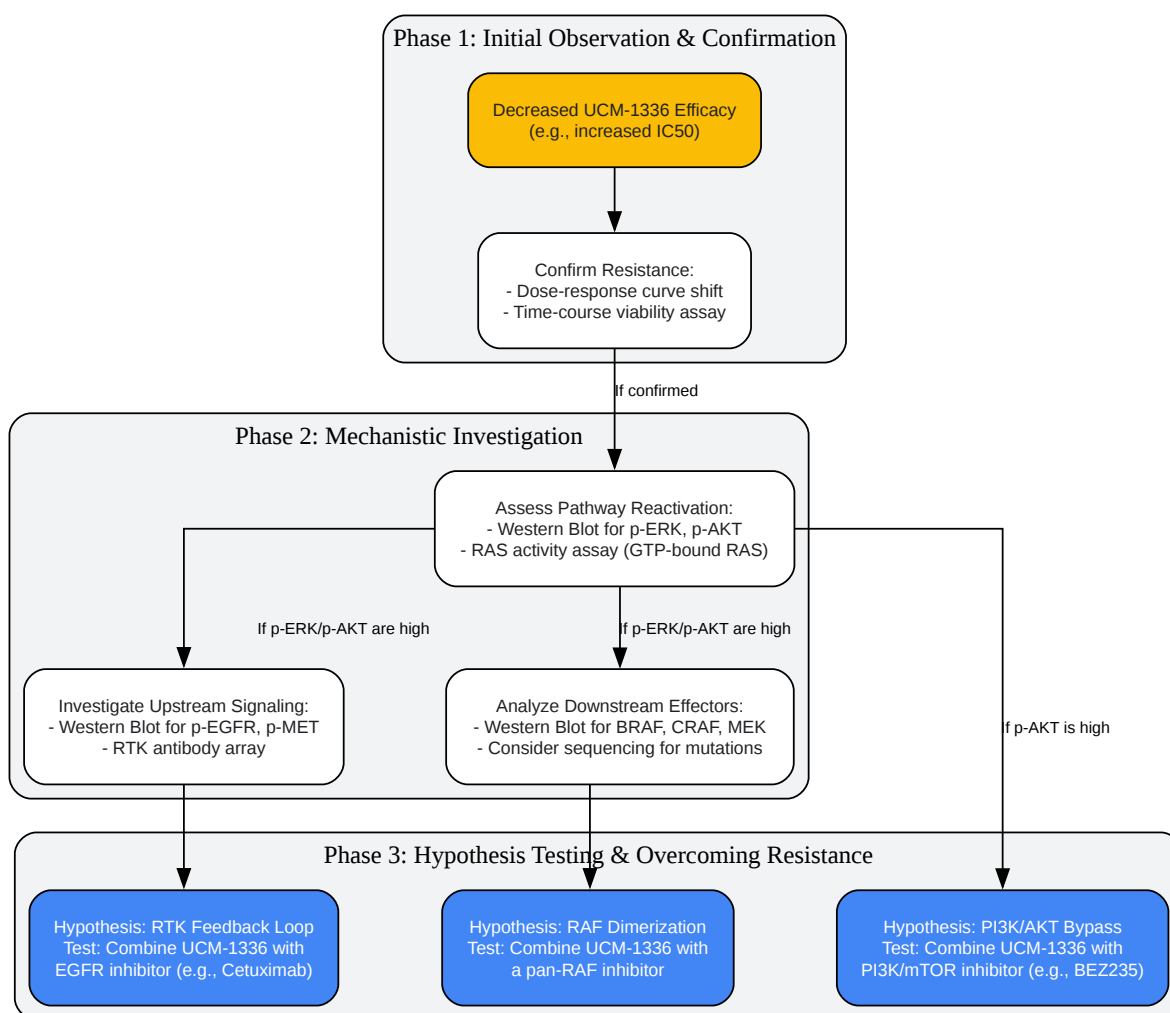 Phase 1: Initial Observation & Confirmation
Decreased UCM-1336 Efficacy
(e.g., increased IC50)
Confirm Resistance:
- Dose-response curve shift
- Time-course viability assay
If confirmed
Phase 2: Mechanistic Investigation
Assess Pathway Reactivation:
- Western Blot for p-ERK, p-AKT
- RAS activity assay (GTP-bound RAS)
If p-ERK/p-AKT are high
If p-ERK/p-AKT are high
Investigate Upstream Signaling:
- Western Blot for p-EGFR, p-MET
- RTK antibody array
Analyze Downstream Effectors:
- Western Blot for BRAF, CRAF, MEK
- Consider sequencing for mutations
If p-AKT is high
Phase 3: Hypothesis Testing & Overcoming Resistance
Hypothesis: RTK Feedback Loop
Test: Combine UCM-1336 with
EGFR inhibitor (e.g., Cetuximab)
Hypothesis: RAF Dimerization
Test: Combine UCM-1336 with
a pan-RAF inhibitor
Hypothesis: PI3K/AKT Bypass
Test: Combine UCM-1336 with
PI3K/mTOR inhibitor (e.g., BEZ235)